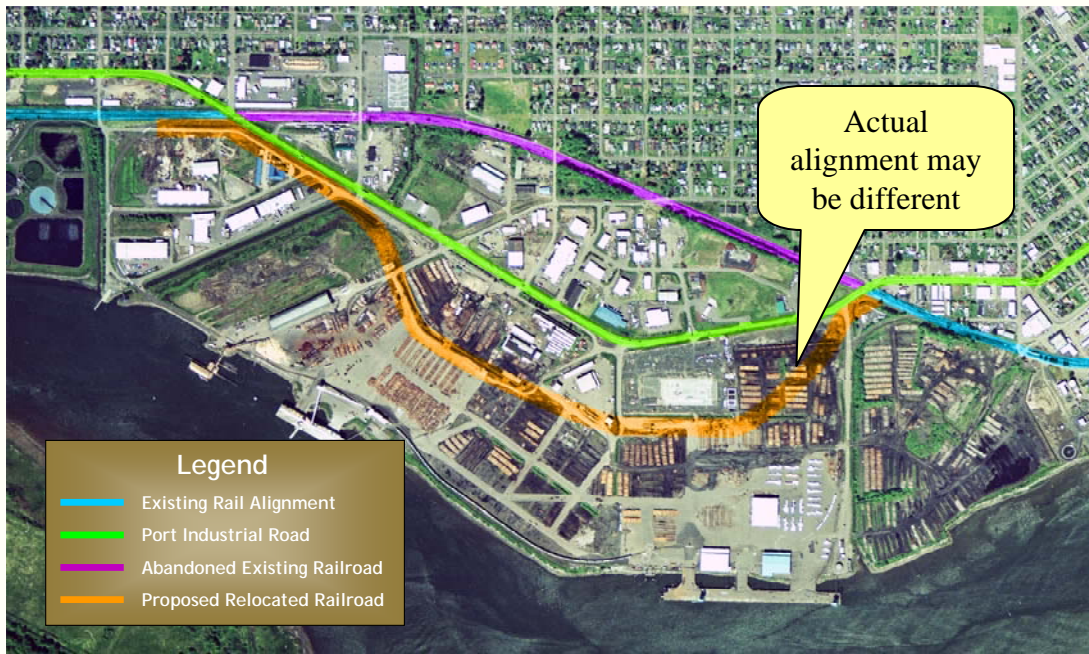 Actual
alignment may
be different
Legend
Existing Rail Alignment
Port Industrial Road
Abandoned Existing Railroad
Proposed Relocated Railroad